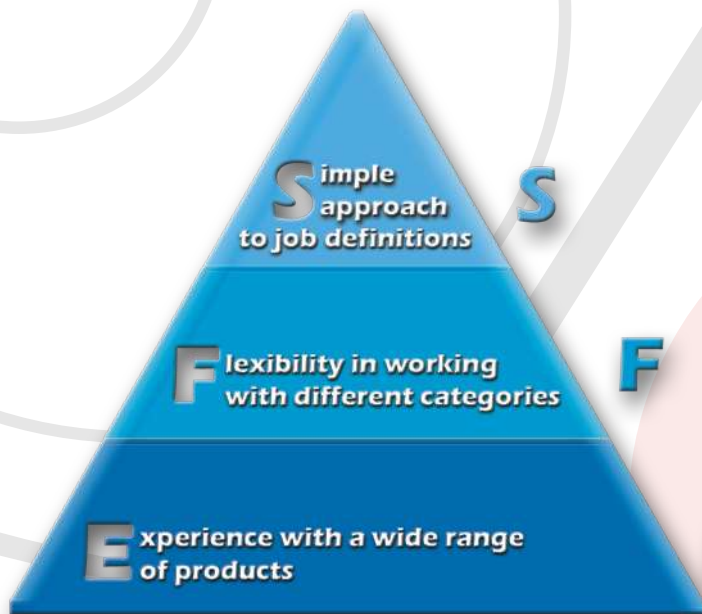 Simple
approach
to job definitions
S
Flexibility in working
with different categories
F
Experience with a wide range
of products